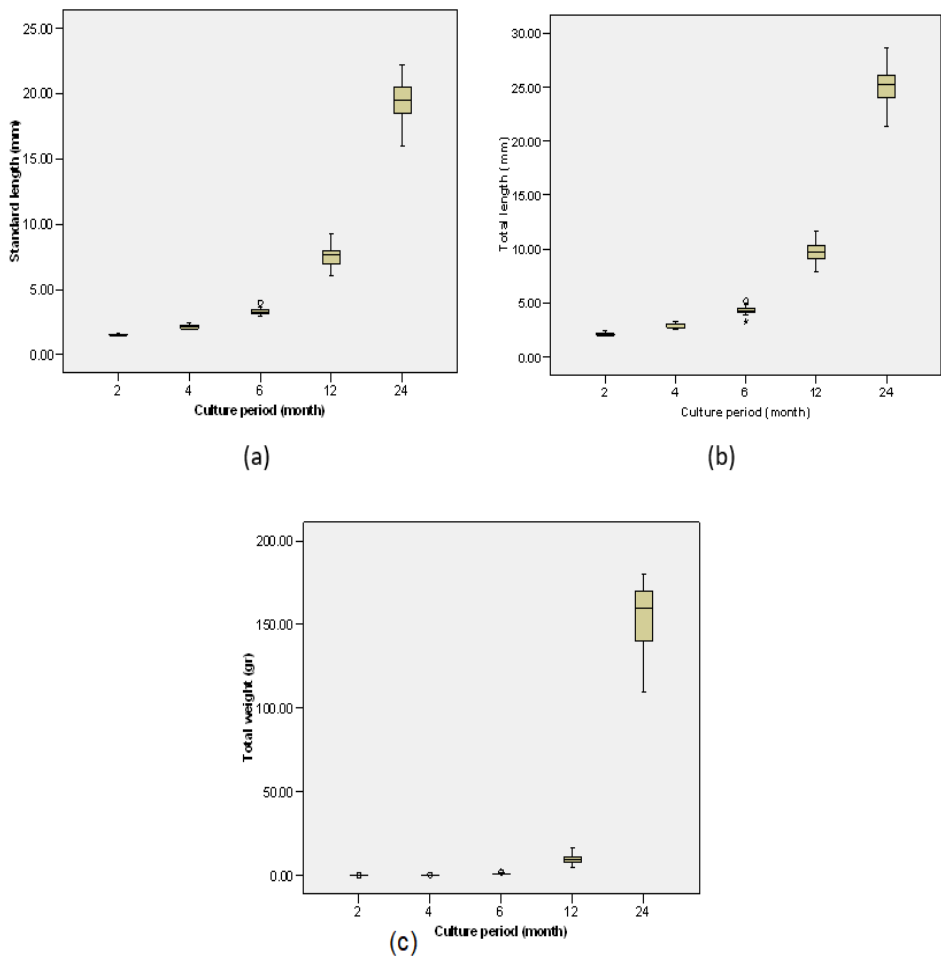 25.00
20.00
15.00
10.00
5.00
0.00
Standard length (mm)
2 4 6 12 24
Culture period (month)
(a)
30.00
25.00
20.00
15.00
10.00
5.00
0.00
Total length (mm)
2 4 6 12 24
Culture period (month)
(b)
200.00
150.00
100.00
50.00
0.00
Total weight (gr)
2 4 6 12 24
Culture period (month)
(c)